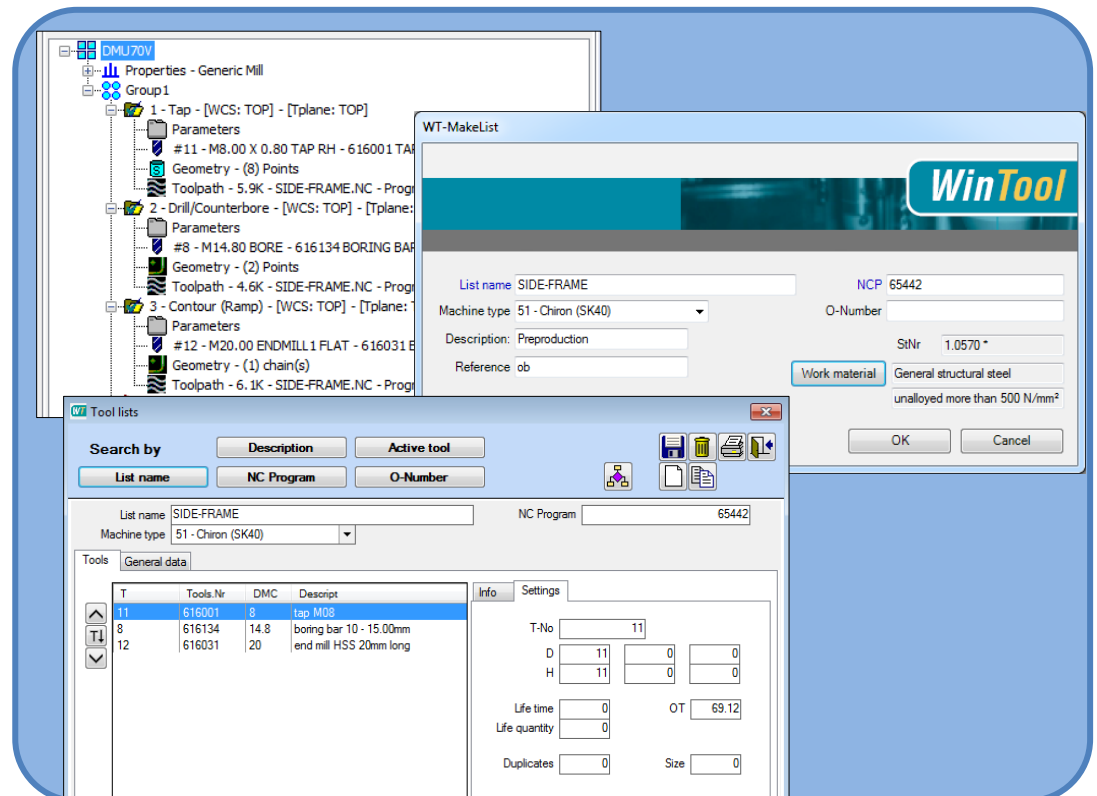 DMU70V
Properties - Generic Mill
Group1
1 - Tap - [WCS: TOP] - [Tplane: TOP]
Parameters
#11 - M8.00 X 0.80 TAP RH - 616001 TAP
Geometry - (8) Points
Toolpath - 5.9K - SIDE-FRAME.NC - Progr
2 - Drill/Counterbore - [WCS: TOP] - [Tplane:
Parameters
#8 - M14.80 BORE - 616134 BORING BAR
Geometry - (2) Points
Toolpath - 4.6K - SIDE-FRAME.NC - Progr
3 - Contour (Ramp) - [WCS: TOP] - [Tplane: T
Parameters
#12 - M20.00 ENDMILL1 FLAT - 616031 E
Geometry - (1) chain(s)
Toolpath - 6.1K - SIDE-FRAME.NC - Progr
WT-MakeList
WinTool
List name SIDE-FRAME NCP 65442
Machine type 51 - Chiron (SK40) O-Number
Description: Preproduction StNr 1.0570 *
Reference ob Work material General structural steel
unalloyed more than 500 N/mm²
OK Cancel
WT Tool lists
Search by Description Active tool
List name NC Program O-Number
List name SIDE-FRAME NC Program 65442
Machine type 51 - Chiron (SK40)
Tools General data
T Tools.Nr DMC Descript
11 616001 8 tap M08
8 616134 14.8 boring bar 10 - 15.00mm
12 616031 20 end mill HSS 20mm long
T
Info Settings
T-No 11
D 11 0 0
H 11 0 0
Life time 0 OT 69.12
Life quantity 0
Duplicates 0 Size 0